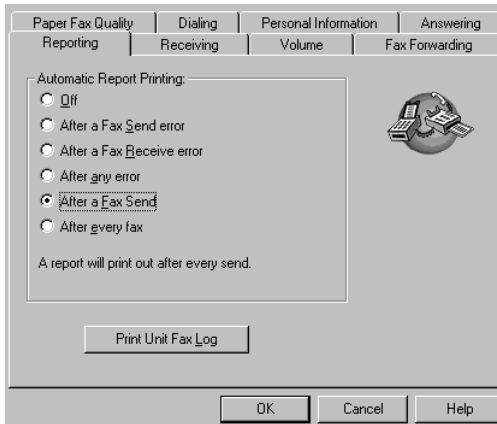 Paper Fax Quality Dialing Personal Information Answering
Reporting Receiving Volume Fax Forwarding
Automatic Report Printing:
Off
After a Fax Send error
After a Fax Receive error
After any error
After a Fax Send
After every fax
A report will print out after every send.
Print Unit Fax Log
OK Cancel Help